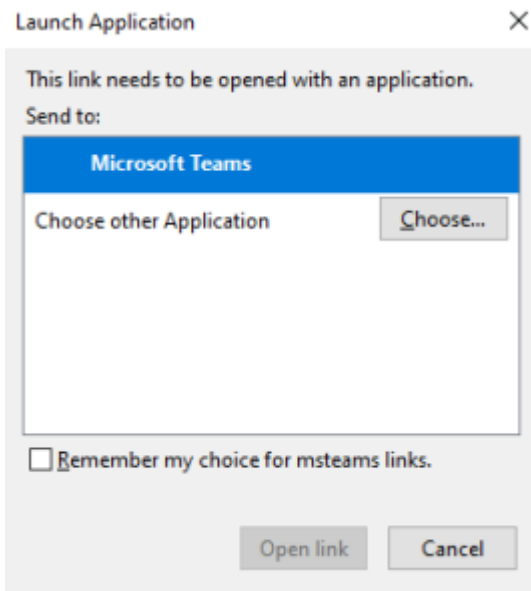 Launch Application
This link needs to be opened with an application.
Send to:
Microsoft Teams
Choose other Application Choose...
Remember my choice for msteams links.
Open link Cancel